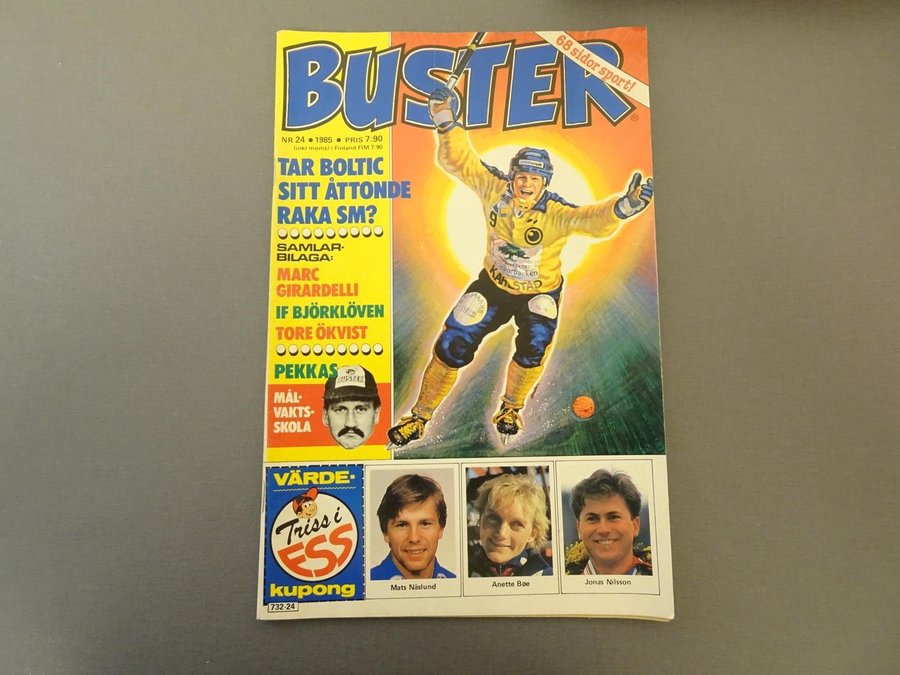 BUSTER
68 sidor sport!
NR 24 • 1985 • PRIS 7:90
(inkl moms) i Finland FIM 7:90
TAR BOLTIC
SITT ÅTTONDE
RAKA SM?
SAMLAR-
BILAGA:
MARC
GIRARDELLI
IF BJÖRKLÖVEN
TORE ÖKVIST
PEKKAS
BUSTER
MÅL-
VAKTS-
SKOLA
9
KARLSTAD
VÄRDE-
Triss i
ESS
kupong
Mats Näslund
Anette Bøe
Jonas Nilsson
732-24